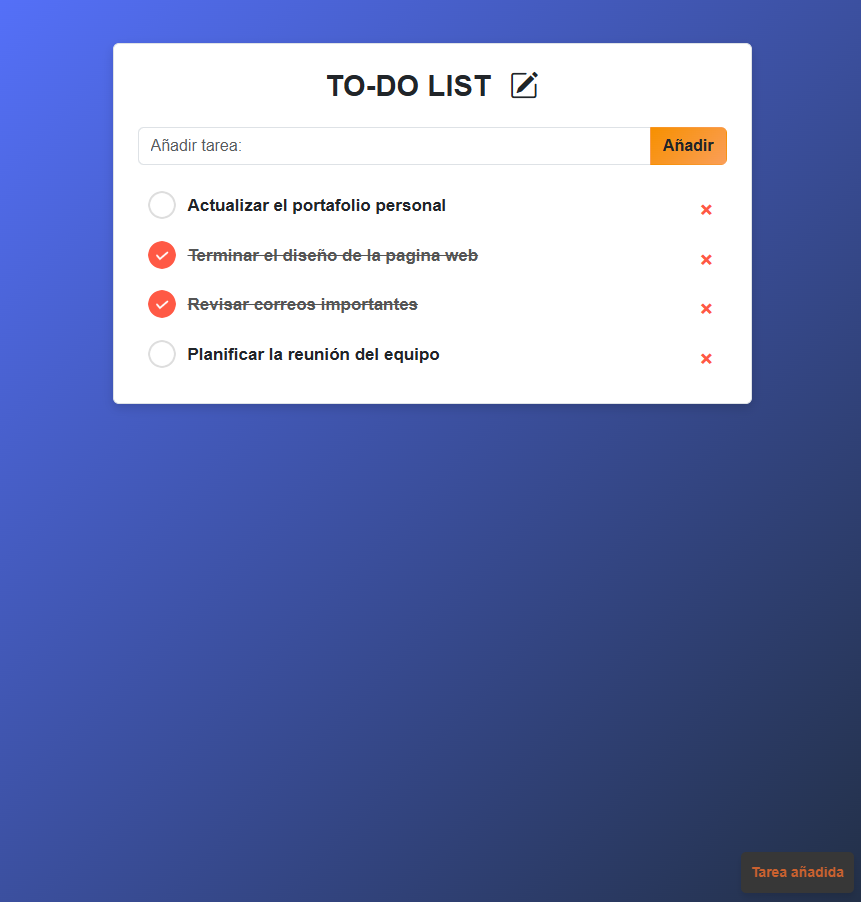 TO-DO LIST
Añadir tarea:
Añadir
Actualizar el portafolio personal
Terminar el diseño de la pagina web
Revisar correos importantes
Planificar la reunión del equipo
Tarea añadida